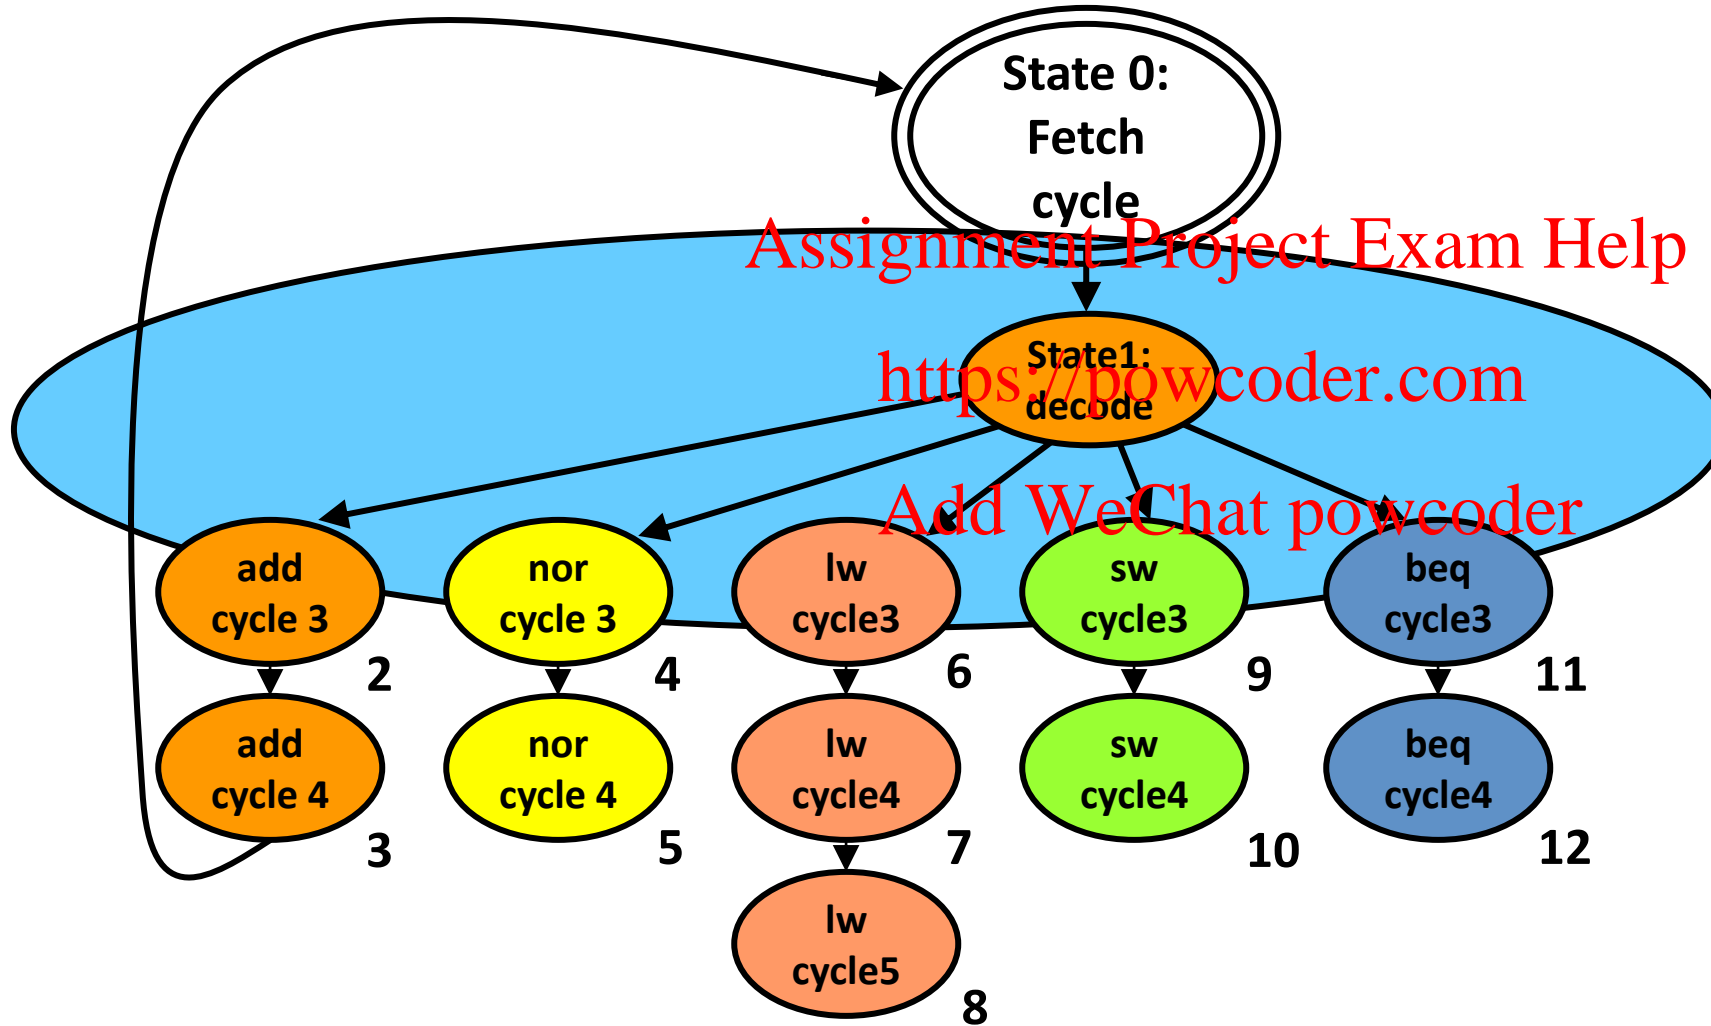 State 0:
Fetch
cycle
Assignment Project Exam Help
State1:
decode
https://powcoder.com
Add WeChat powcoder
add
cycle 3
2
nor
cycle 3
4
lw
cycle3
6
sw
cycle3
9
beq
cycle3
11
add
cycle 4
3
nor
cycle 4
5
lw
cycle4
7
sw
cycle4
10
beq
cycle4
12
lw
cycle5
8